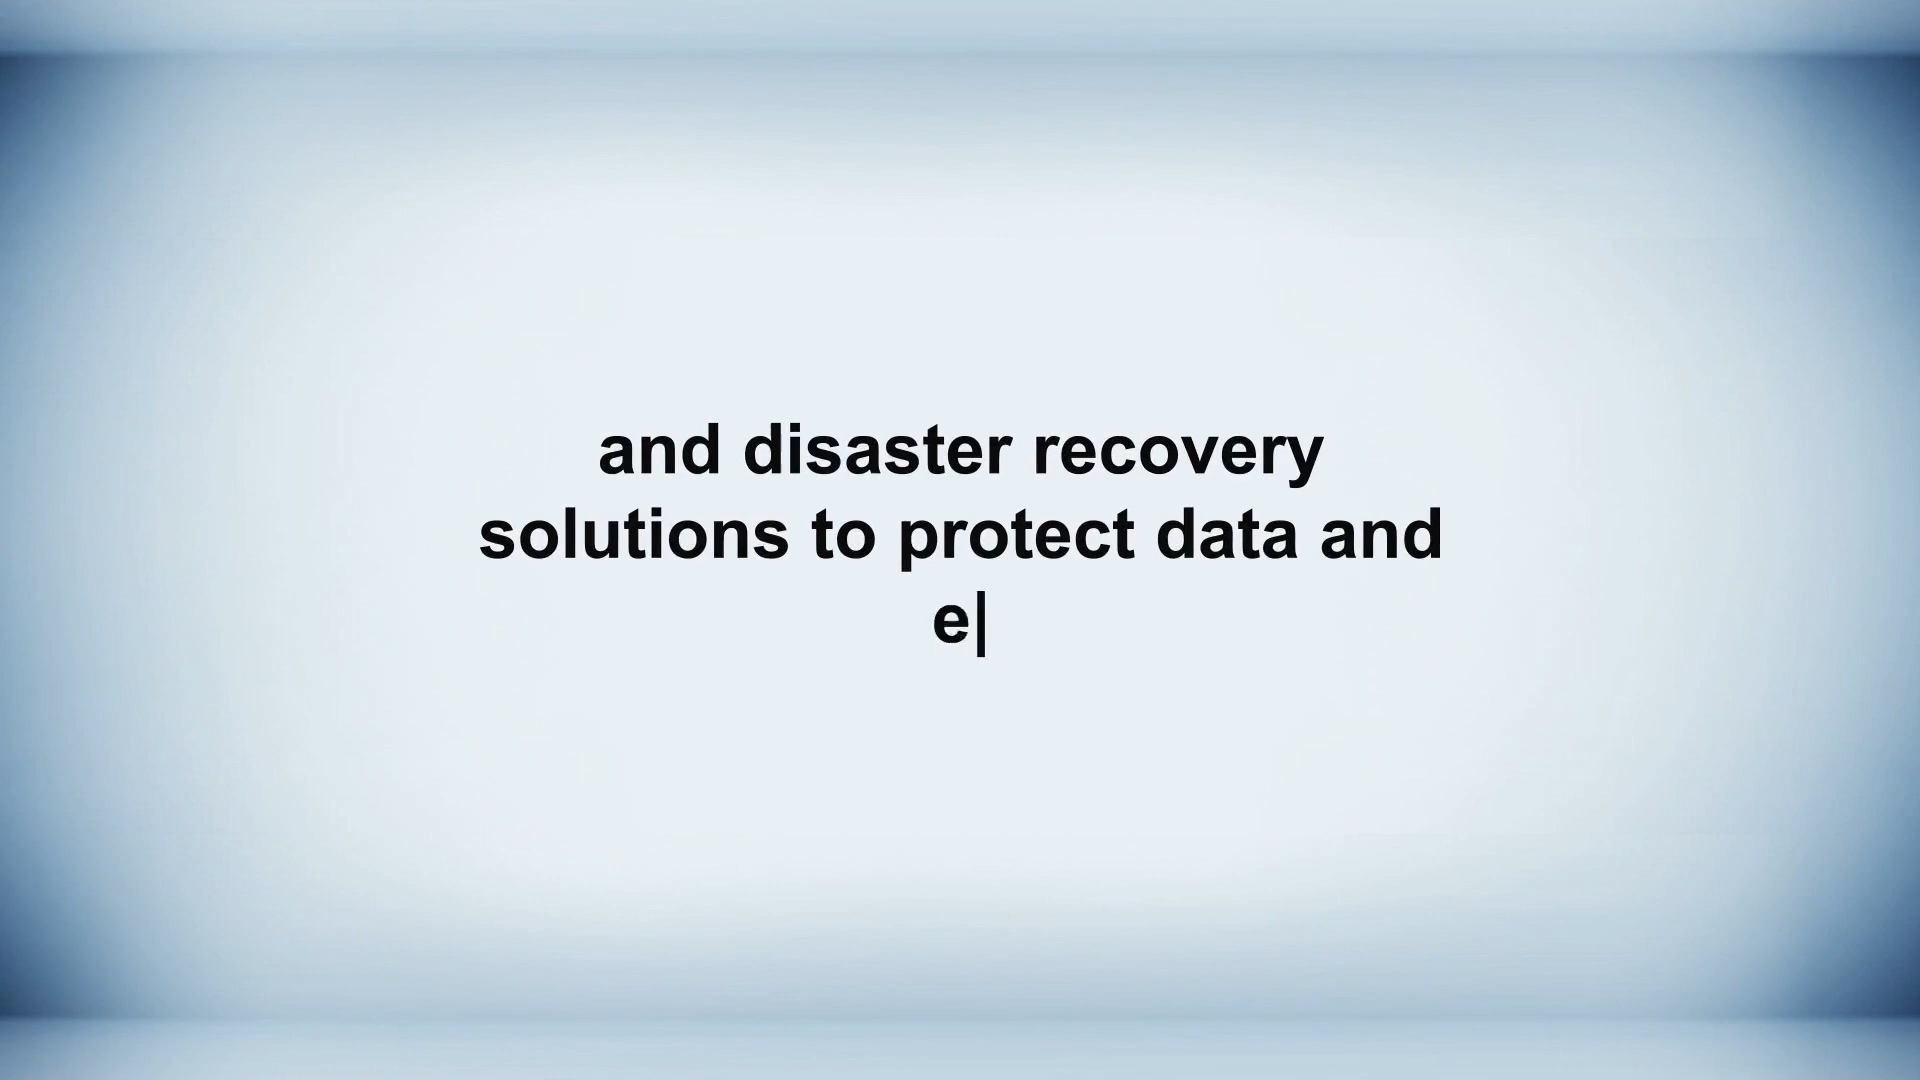 and disaster recovery
solutions to protect data and
e|